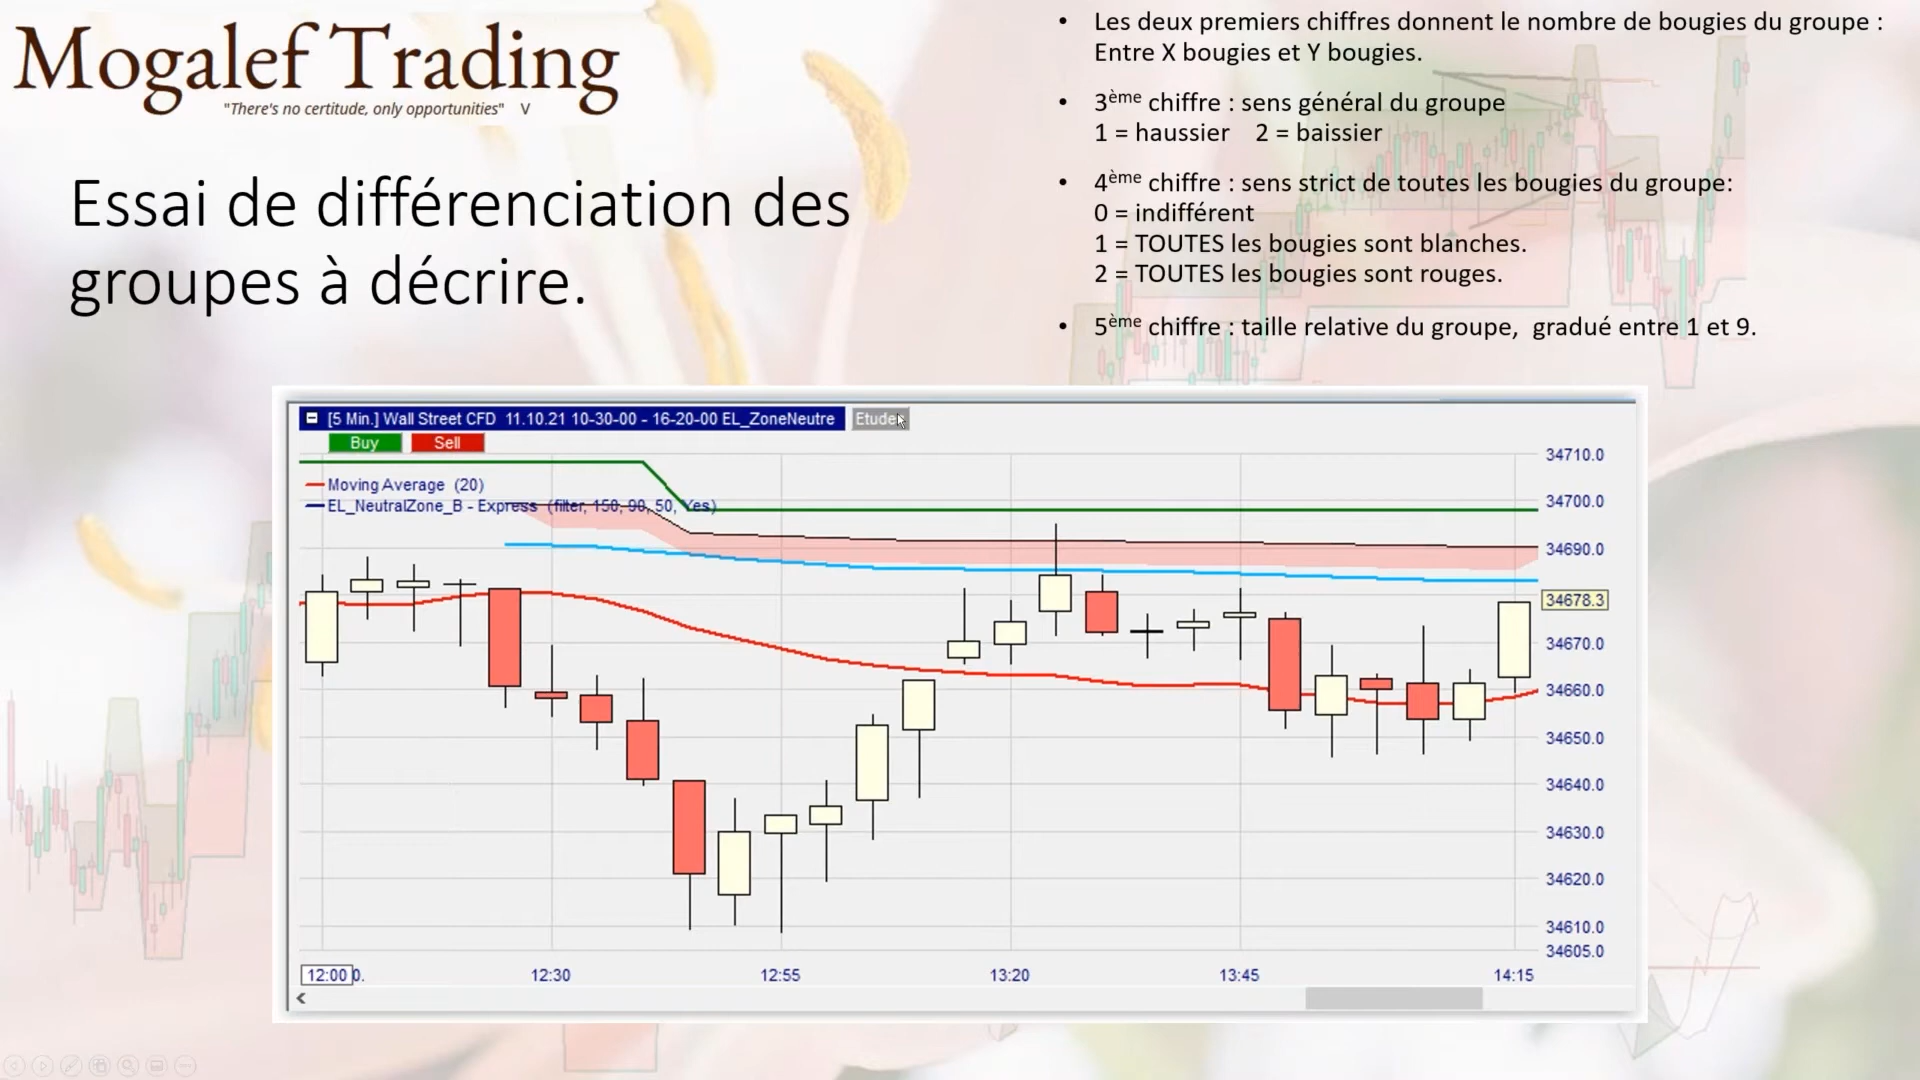 Mogalef Trading
"There's no certitude, only opportunities" V
Essai de différenciation des
groupes à décrire.
• Les deux premiers chiffres donnent le nombre de bougies du groupe :
Entre X bougies et Y bougies.
• 3ème chiffre : sens général du groupe
1 = haussier 2 = baissier
• 4ème chiffre : sens strict de toutes les bougies du groupe:
0 = indifférent
1 = TOUTES les bougies sont blanches.
2 = TOUTES les bougies sont rouges.
• 5ème chiffre : taille relative du groupe, gradué entre 1 et 9.
[5 Min.] Wall Street CFD 11.10.21 10-30-00 - 16-20-00 EL_ZoneNeutre
Buy Sell
Moving Average (20)
EL_NeutralZone_B - Express (filter, 150, 90, 50, Yes)
34710.0
34700.0
34690.0
34678.3
34670.0
34660.0
34650.0
34640.0
34630.0
34620.0
34610.0
34605.0
12:00 0. 12:30 12:55 13:20 13:45 14:15